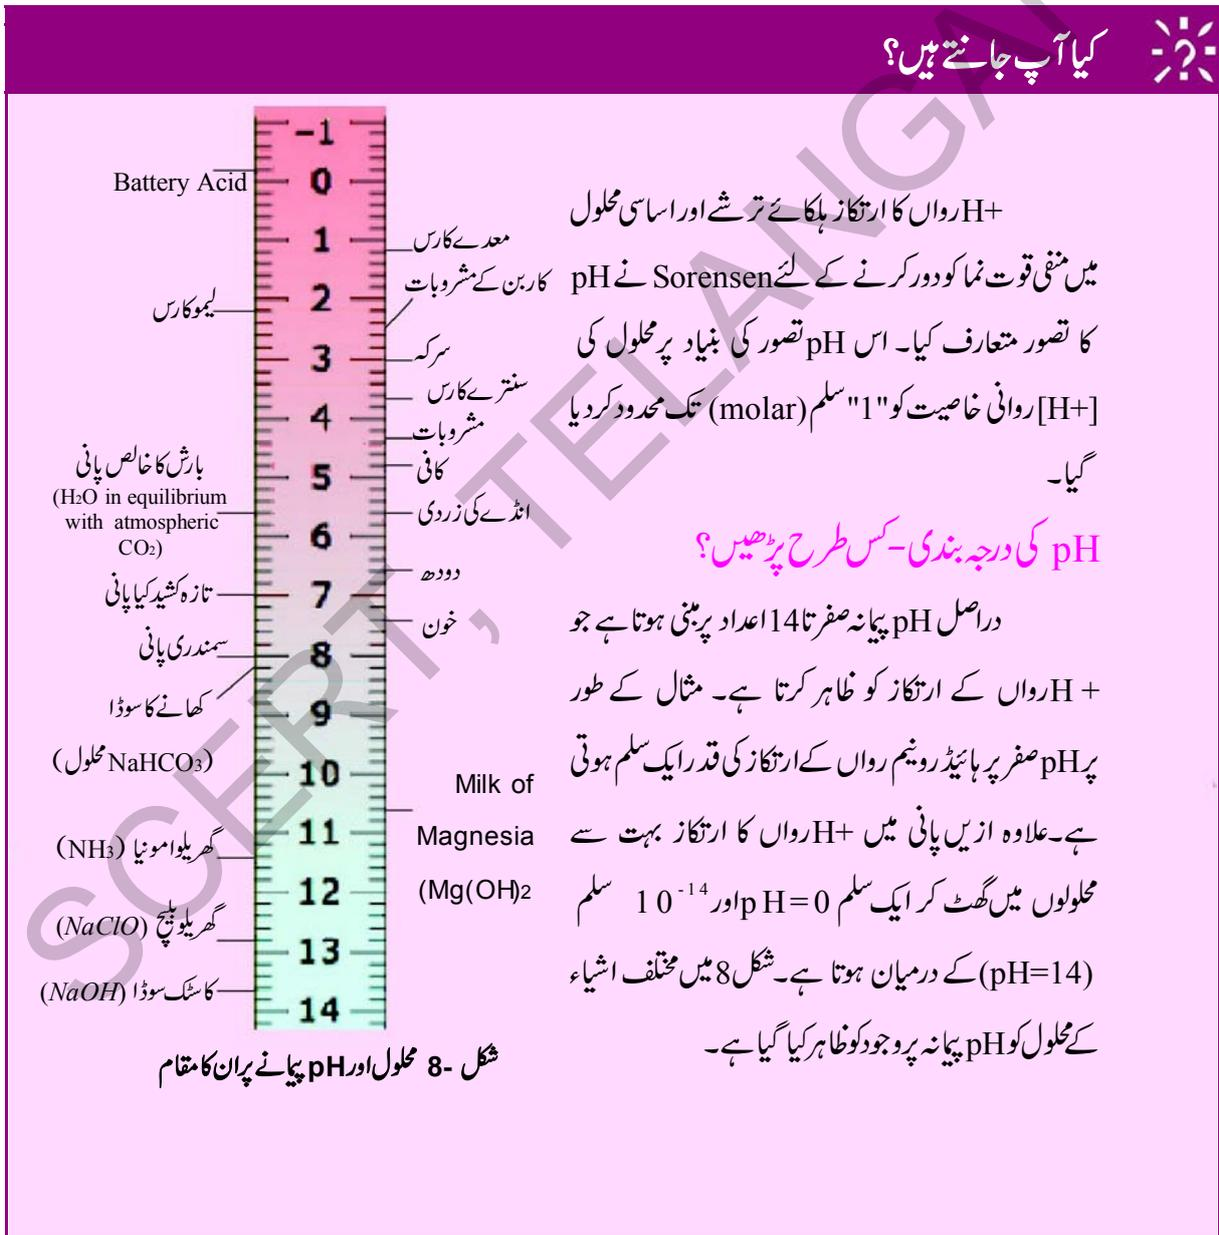 کیا آپ جانتے ہیں؟
H+ رواں کا ارتکاز ہلکائے ترشے اور اساسی محلول
میں منفی قوت نما کو دور کرنے کے لئے Sorensen نے pH
کا تصور متعارف کیا۔ اس pH تصور کی بنیاد پر محلول کی
[H+] روانی خاصیت کو "1" سلم (molar) تک محدود کر دیا
گیا۔
pH کی درجہ بندی - کس طرح پڑھیں؟
دراصل pH پیمانہ صفر تا 14 اعداد پر مبنی ہوتا ہے جو
H + رواں کے ارتکاز کو ظاہر کرتا ہے۔ مثال کے طور
پر pH صفر پر ہائیڈرونیم رواں کے ارتکاز کی قدر ایک سلم ہوتی
ہے۔ علاوہ ازیں پانی میں H+ رواں کا ارتکاز بہت سے
محلولوں میں گھٹ کر ایک سلم pH=0 اور 10⁻¹⁴ سلم
(pH=14) کے درمیان ہوتا ہے۔ شکل 8 میں مختلف اشیاء
کے محلول کو pH پیمانہ پر وجود کو ظاہر کیا گیا ہے۔
-1
0
1
2
3
4
5
6
7
8
9
10
11
12
13
14
معدے کا رس
کاربن کے مشروبات
سرکہ
سنترے کا رس
مشروبات
کافی
انڈے کی زردی
دودھ
خون
Milk of
Magnesia
(Mg(OH)2
Battery Acid
لیمو کا رس
بارش کا خالص پانی
(H2O in equilibrium
with atmospheric
CO2)
تازہ کشید کیا پانی
سمندری پانی
کھانے کا سوڈا
(NaHCO3 محلول)
گھریلو امونیا (NH3)
گھریلو بلیچ (NaClO)
کاسٹک سوڈا (NaOH)
شکل -8 محلول اور pH پیمانے پر ان کا مقام
SCERT, TELANGA